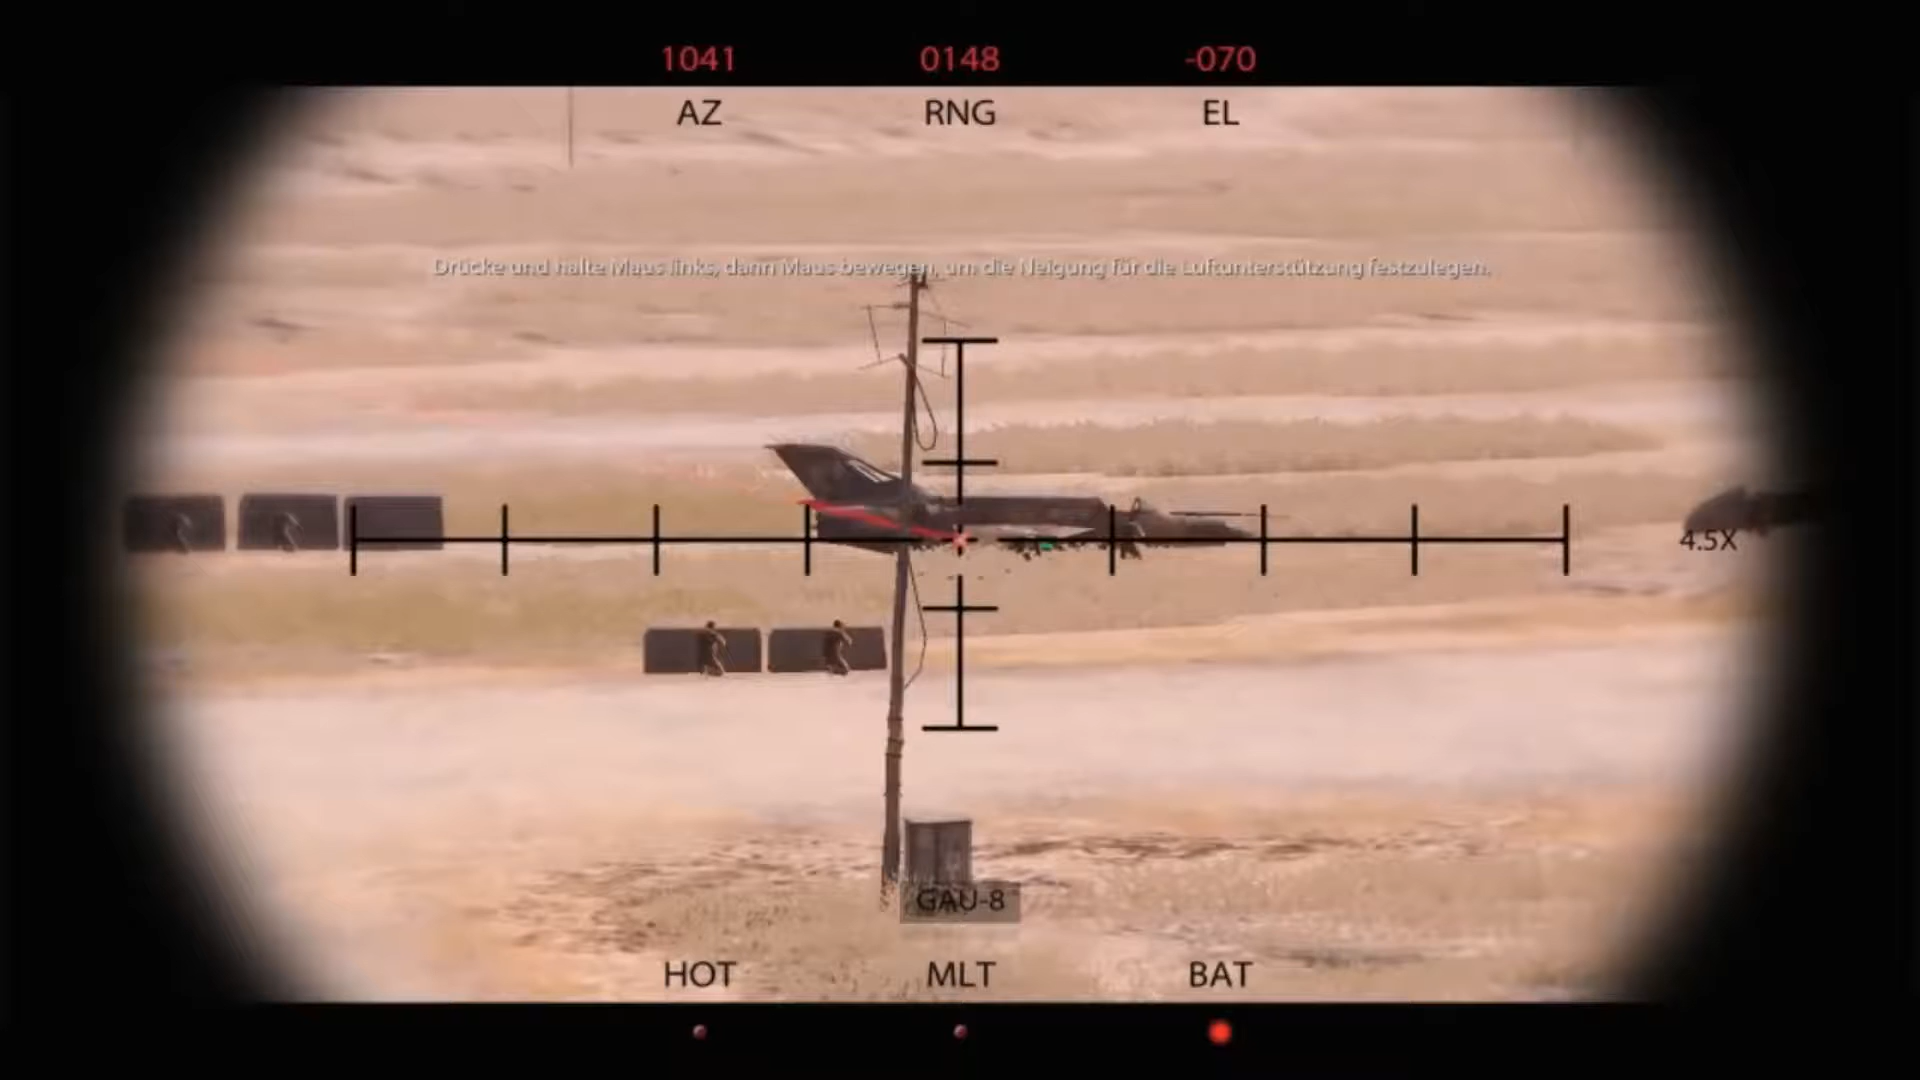 1041 0148 -070
AZ RNG EL
Drücke und halte Maus links, dann Maus bewegen, um die Neigung für die Luftunterstützung festzulegen.
4.5X
GAU-8
HOT MLT BAT